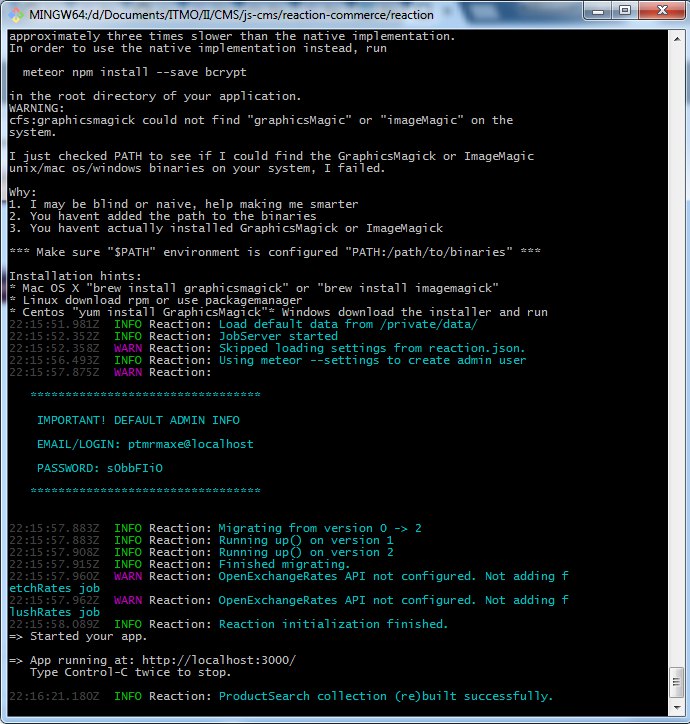 MINGW64:/d/Documents/ITMO/II/CMS/js-cms/reaction-commerce/reaction
approximately three times slower than the native implementation.
In order to use the native implementation instead, run
meteor npm install --save bcrypt
in the root directory of your application.
WARNING:
cfs:graphicsmagick could not find "graphicsMagic" or "imageMagic" on the
system.
I just checked PATH to see if I could find the GraphicsMagick or ImageMagic
unix/mac os/windows binaries on your system, I failed.
Why:
1. I may be blind or naive, help making me smarter
2. You havent added the path to the binaries
3. You havent actually installed GraphicsMagick or ImageMagick
*** Make sure "$PATH" environment is configured "PATH:/path/to/binaries" ***
Installation hints:
* Mac OS X "brew install graphicsmagick" or "brew install imagemagick"
* Linux download rpm or use packagemanager
* Centos "yum install GraphicsMagick"* Windows download the installer and run
22:15:51.981Z  INFO Reaction: Load default data from /private/data/
22:15:52.352Z  INFO Reaction: JobServer started
22:15:52.358Z  WARN Reaction: Skipped loading settings from reaction.json.
22:15:56.493Z  INFO Reaction: Using meteor --settings to create admin user
22:15:57.875Z  WARN Reaction:
*********************************
IMPORTANT! DEFAULT ADMIN INFO
EMAIL/LOGIN: ptmrmaxe@localhost
PASSWORD: s0bbFIiO
*********************************
22:15:57.883Z  INFO Reaction: Migrating from version 0 -> 2
22:15:57.883Z  INFO Reaction: Running up() on version 1
22:15:57.908Z  INFO Reaction: Running up() on version 2
22:15:57.915Z  INFO Reaction: Finished migrating.
22:15:57.960Z  WARN Reaction: OpenExchangeRates API not configured. Not adding f
etchRates job
22:15:57.962Z  WARN Reaction: OpenExchangeRates API not configured. Not adding f
lushRates job
22:15:58.089Z  INFO Reaction: Reaction initialization finished.
=> Started your app.
=> App running at: http://localhost:3000/
Type Control-C twice to stop.
22:16:21.180Z  INFO Reaction: ProductSearch collection (re)built successfully.